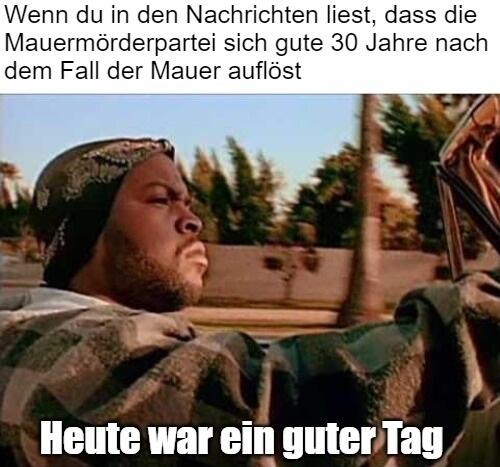 Wenn du in den Nachrichten liest, dass die
Mauermörderpartei sich gute 30 Jahre nach
dem Fall der Mauer auflöst
Heute war ein guter Tag